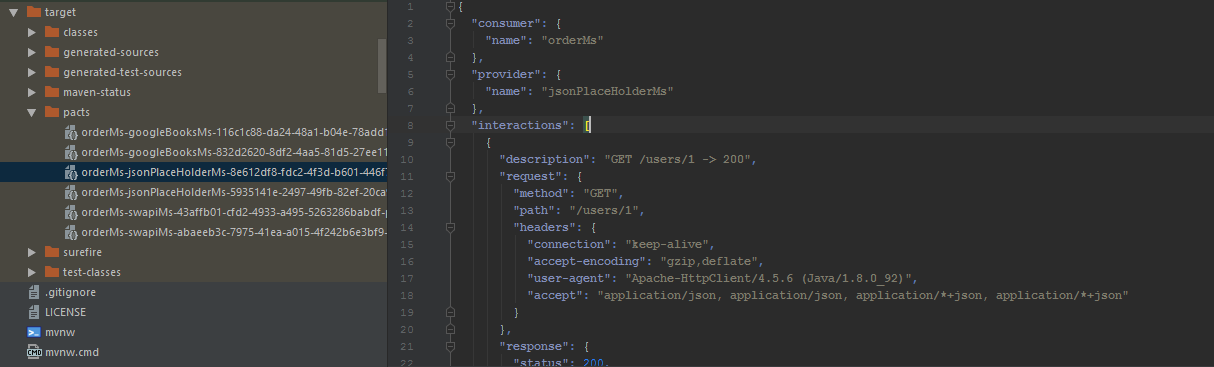 target
classes
generated-sources
generated-test-sources
maven-status
pacts
orderMs-googleBooksMs-116c1c88-da24-48a1-b04e-78add1
orderMs-googleBooksMs-832d2620-8df2-4aa5-81d5-27ee11
orderMs-jsonPlaceHolderMs-8e612df8-fdc2-4f3d-b601-446f7
orderMs-jsonPlaceHolderMs-5935141e-2497-49fb-82ef-20caf
orderMs-swapiMs-43affb01-cfd2-4933-a495-5263286babdf-p
orderMs-swapiMs-abaeeb3c-7975-41ea-a015-4f242b6e3bf9-
surefire
test-classes
.gitignore
LICENSE
mvnw
mvnw.cmd
1 {
2 "consumer": {
3 "name": "orderMs"
4 },
5 "provider": {
6 "name": "jsonPlaceHolderMs"
7 },
8 "interactions": [
9 {
10 "description": "GET /users/1 -> 200",
11 "request": {
12 "method": "GET",
13 "path": "/users/1",
14 "headers": {
15 "connection": "keep-alive",
16 "accept-encoding": "gzip,deflate",
17 "user-agent": "Apache-HttpClient/4.5.6 (Java/1.8.0_92)",
18 "accept": "application/json, application/json, application/*+json, application/*+json"
19 }
20 },
21 "response": {
22 "status": 200,